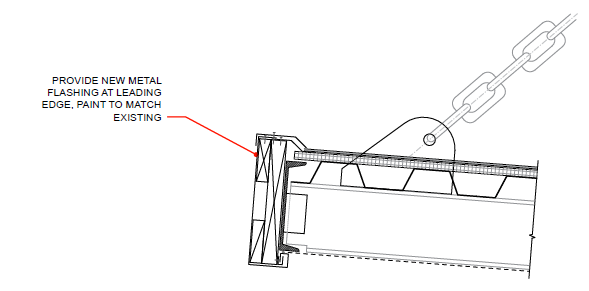 PROVIDE NEW METAL
FLASHING AT LEADING
EDGE, PAINT TO MATCH
EXISTING